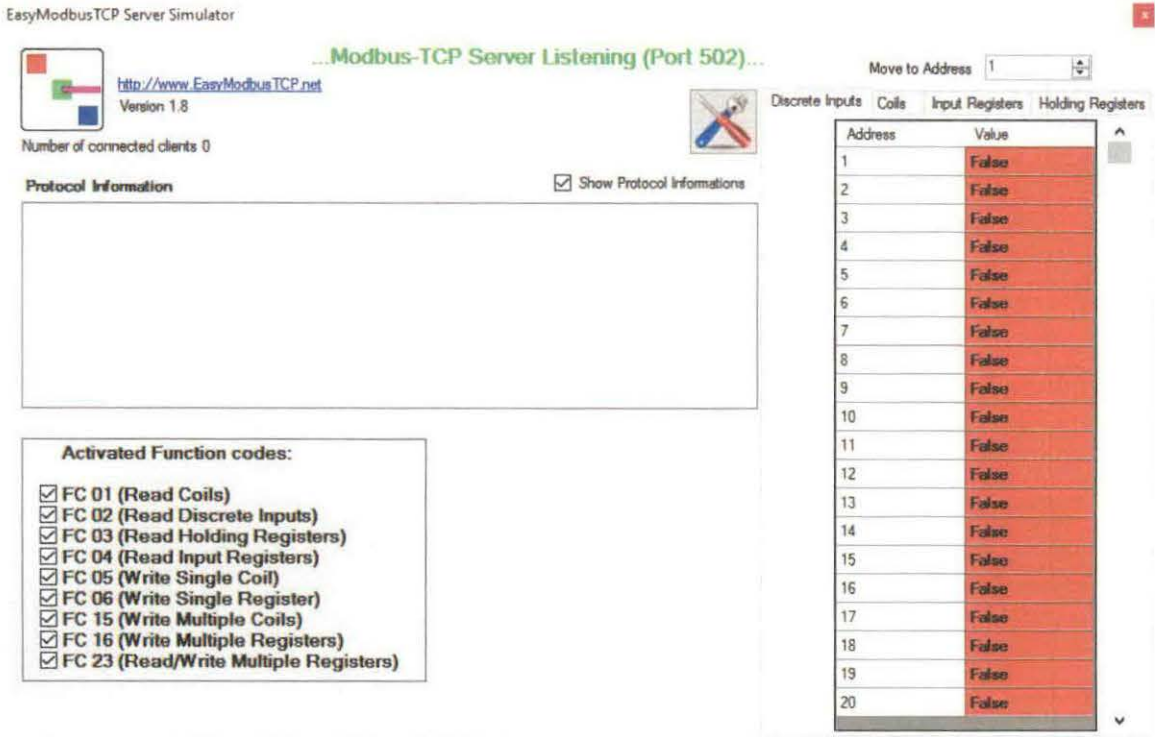 EasyModbusTCP Server Simulator
x
...Modbus-TCP Server Listening (Port 502)...
http://www.EasyModbusTCP.net
Version 1.8
Number of connected clients 0
Move to Address 1
Protocol Information
Show Protocol Informations
Activated Function codes:
FC 01 (Read Coils)
FC 02 (Read Discrete Inputs)
FC 03 (Read Holding Registers)
FC 04 (Read Input Registers)
FC 05 (Write Single Coil)
FC 06 (Write Single Register)
FC 15 (Write Multiple Coils)
FC 16 (Write Multiple Registers)
FC 23 (Read/Write Multiple Registers)
Discrete Inputs Coils Input Registers Holding Registers
Address Value
1 False
2 False
3 False
4 False
5 False
6 False
7 False
8 False
9 False
10 False
11 False
12 False
13 False
14 False
15 False
16 False
17 False
18 False
19 False
20 False